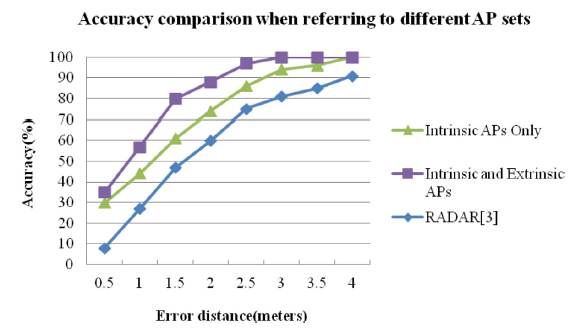 Accuracy comparison when referring to different AP sets
100
90
80
70
60
50
40
30
20
10
0
Accuracy(%)
0.5 1 1.5 2 2.5 3 3.5 4
Error distance(meters)
Intrinsic APs Only
Intrinsic and Extrinsic
APs
RADAR[3]